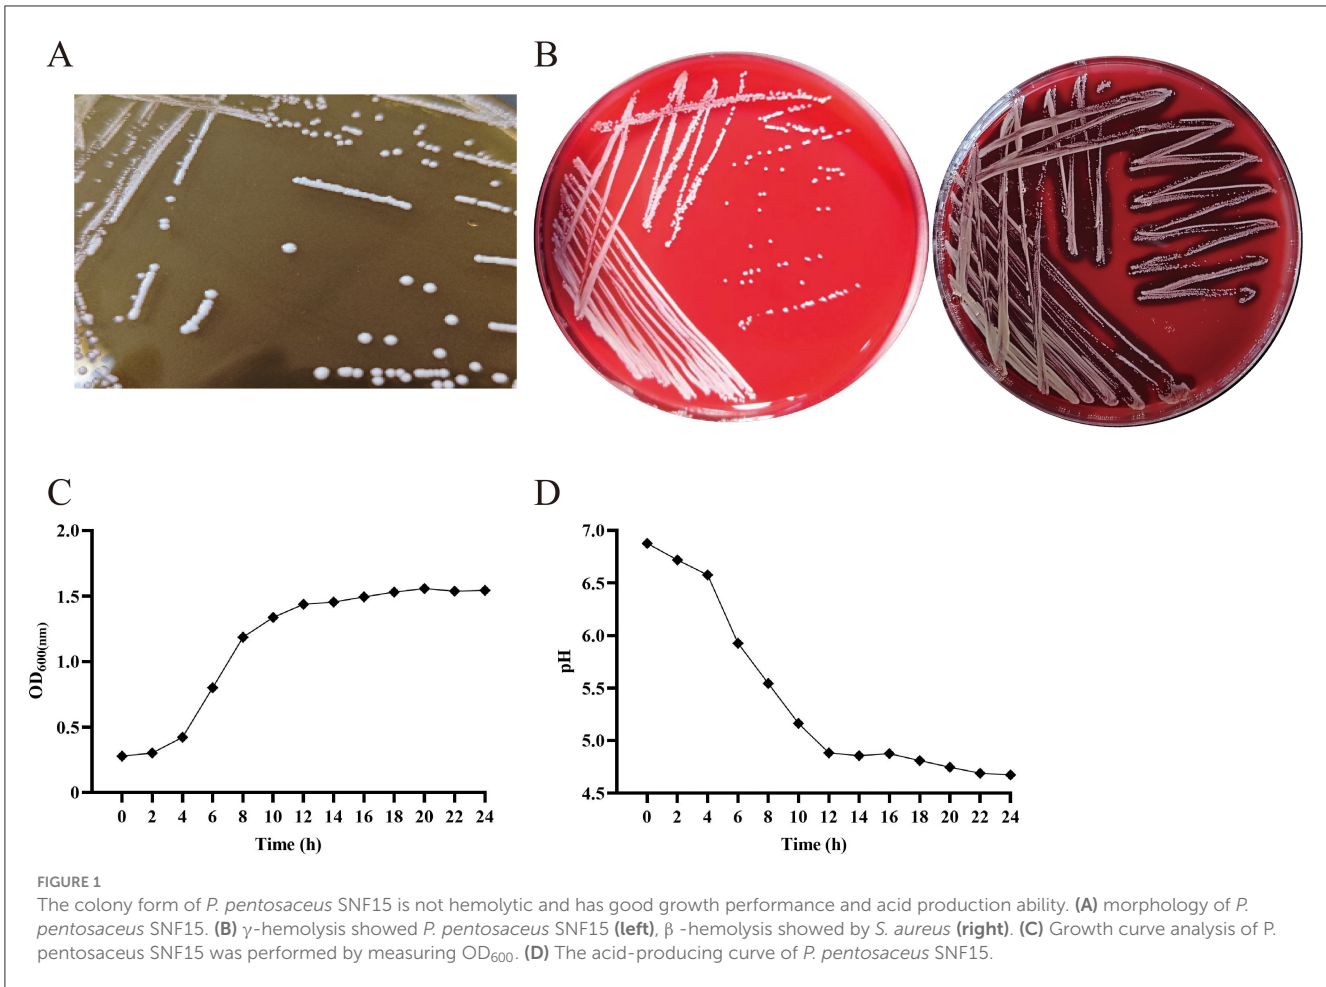 A
B
C
D
2.0
1.5
1.0
0.5
0
OD600(nm)
0 2 4 6 8 10 12 14 16 18 20 22 24
Time (h)
7.0
6.5
6.0
5.5
5.0
4.5
pH
0 2 4 6 8 10 12 14 16 18 20 22 24
Time (h)
FIGURE 1
The colony form of P. pentosaceus SNF15 is not hemolytic and has good growth performance and acid production ability. (A) morphology of P.
pentosaceus SNF15. (B) γ-hemolysis showed P. pentosaceus SNF15 (left), β -hemolysis showed by S. aureus (right). (C) Growth curve analysis of P.
pentosaceus SNF15 was performed by measuring OD600. (D) The acid-producing curve of P. pentosaceus SNF15.